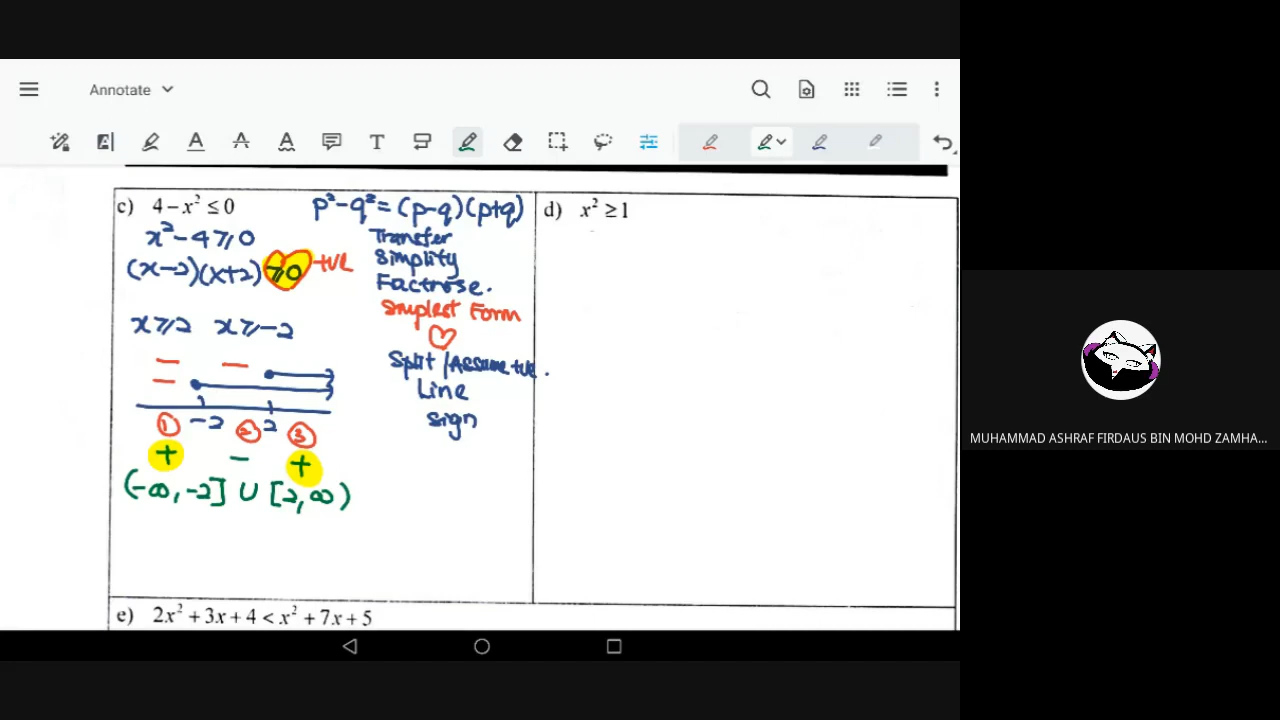 Annotate
c) 4 − x² ≤ 0
p² − q² = (p−q)(p+q)
x² − 4 ≥ 0
(x−2)(x+2) ≥0 +ve
Transfer
Simplify
Factrose.
Simplest Form
Split / Assume +ve.
Line
Sign
x ≥ 2 x ≥ −2
− −
−
−2 2
① ② ③
+ − +
(−∞, −2] ∪ [2, ∞)
d) x² ≥ 1
e) 2x² + 3x + 4 < x² + 7x + 5
MUHAMMAD ASHRAF FIRDAUS BIN MOHD ZAMHA...